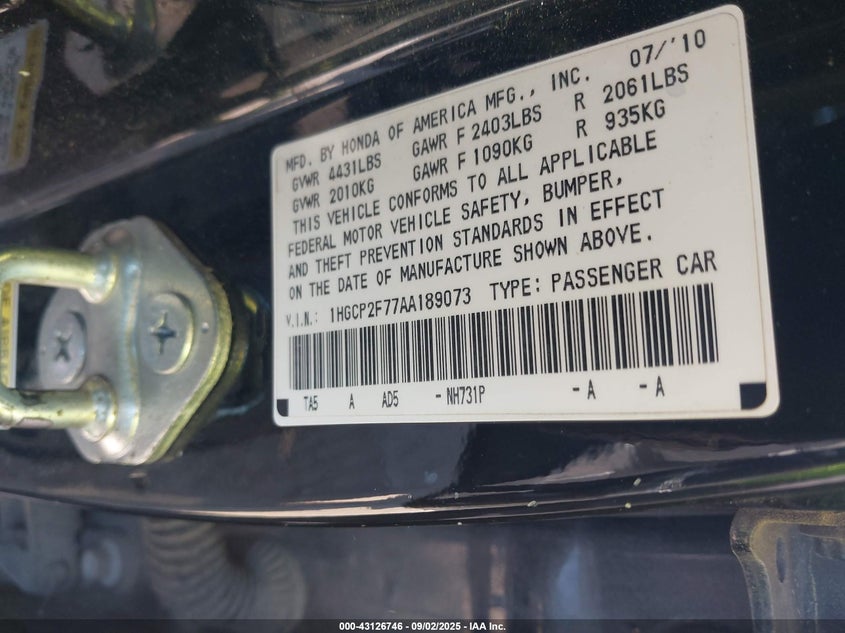 07/'10
MFD. BY HONDA OF AMERICA MFG., INC.
GVWR 4431LBS GAWR F 2403LBS R 2061LBS
GVWR 2010KG GAWR F 1090KG R 935KG
THIS VEHICLE CONFORMS TO ALL APPLICABLE
FEDERAL MOTOR VEHICLE SAFETY, BUMPER,
AND THEFT PREVENTION STANDARDS IN EFFECT
ON THE DATE OF MANUFACTURE SHOWN ABOVE.
V.I.N.: 1HGCP2F77AA189073 TYPE: PASSENGER CAR
TA5 A AD5 - NH731P - A - A
000-43126746 - 09/02/2025 - IAA Inc.